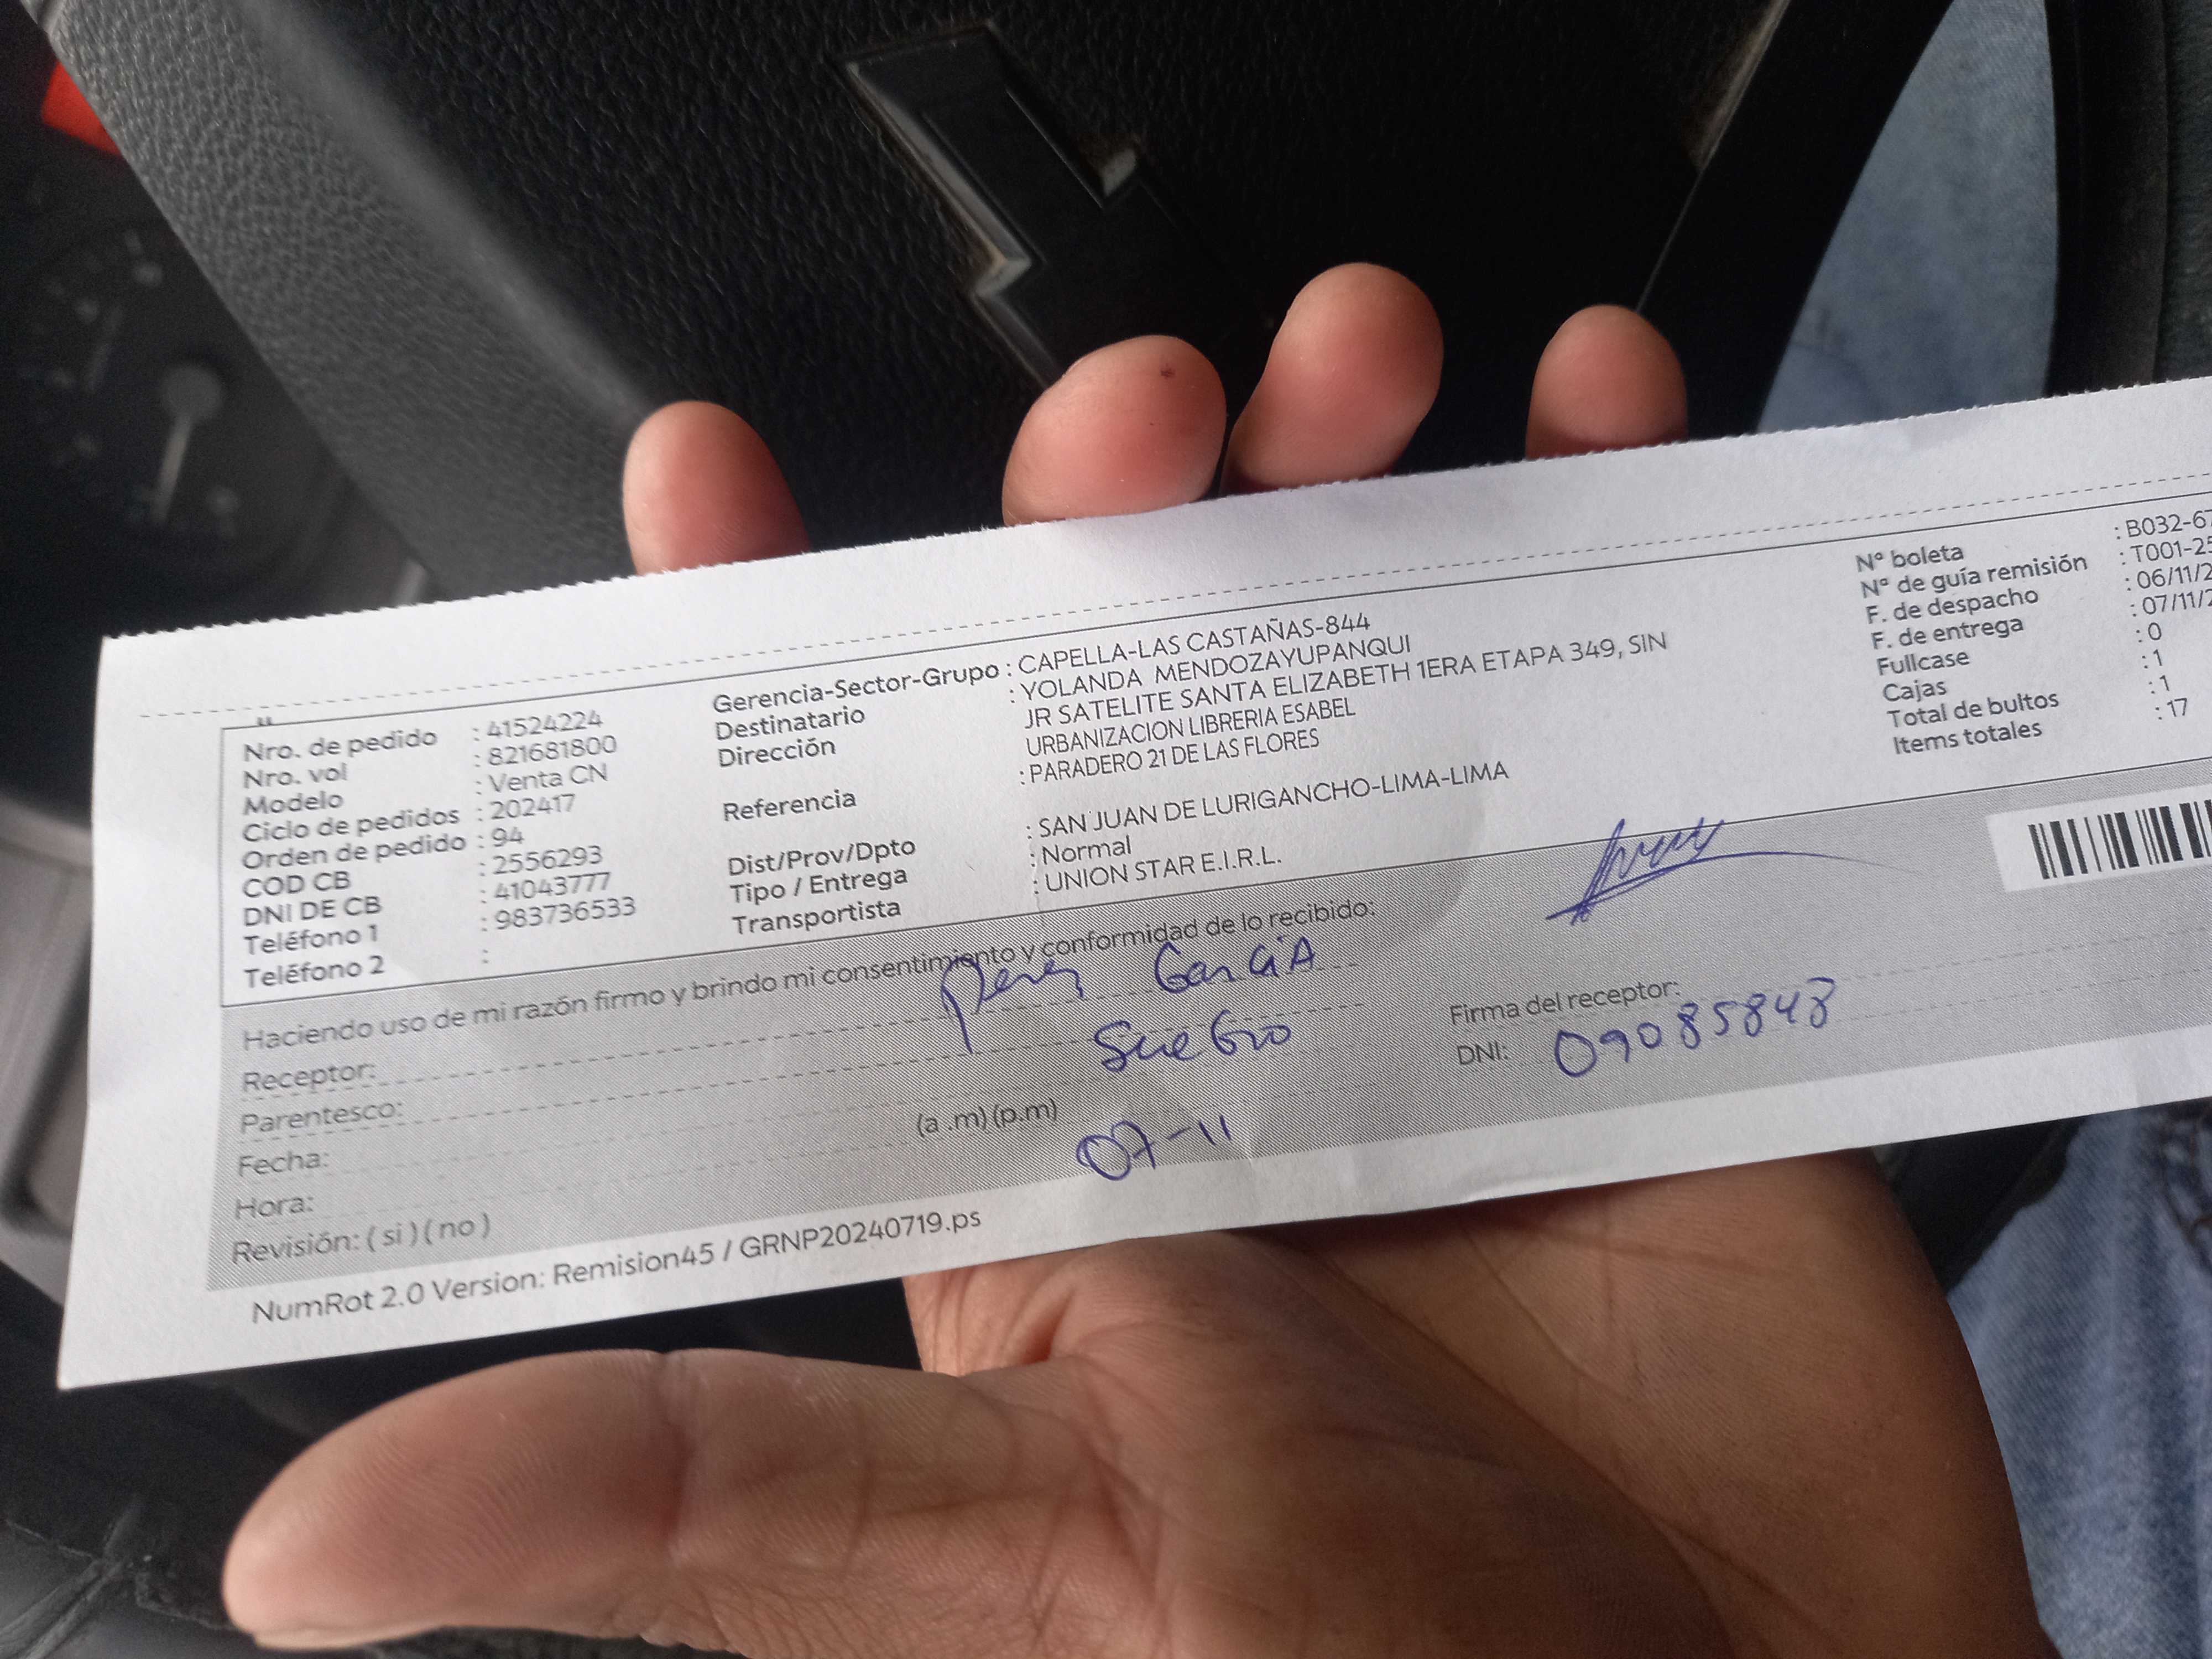 Nro. de pedido : 41524224
Nro. vol : 821681800
Modelo : Venta CN
Ciclo de pedidos : 202417
Orden de pedido : 94
COD CB : 2556293
DNI DE CB : 41043777
Teléfono 1 : 983736533
Teléfono 2 :
Gerencia-Sector-Grupo : CAPELLA-LAS CASTAÑAS-844
Destinatario : YOLANDA MENDOZAYUPANQUI
Dirección JR SATELITE SANTA ELIZABETH 1ERA ETAPA 349, SIN
URBANIZACION LIBRERIA ESABEL
Referencia : PARADERO 21 DE LAS FLORES
Dist/Prov/Dpto : SAN JUAN DE LURIGANCHO-LIMA-LIMA
Tipo / Entrega : Normal
Transportista : UNION STAR E.I.R.L.
N° boleta : B032-67
N° de guía remisión : T001-25
F. de despacho : 06/11/2
F. de entrega : 07/11/2
Fullcase : 0
Cajas : 1
Total de bultos : 1
Items totales : 17
Haciendo uso de mi razón firmo y brindo mi consentimiento y conformidad de lo recibido:
Receptor: García
Parentesco: Suegro
Fecha: 07-11
Hora: (a .m) (p.m)
Revisión: ( si ) ( no )
Firma del receptor:
DNI: 09085848
NumRot 2.0 Version: Remision45 / GRNP20240719.ps